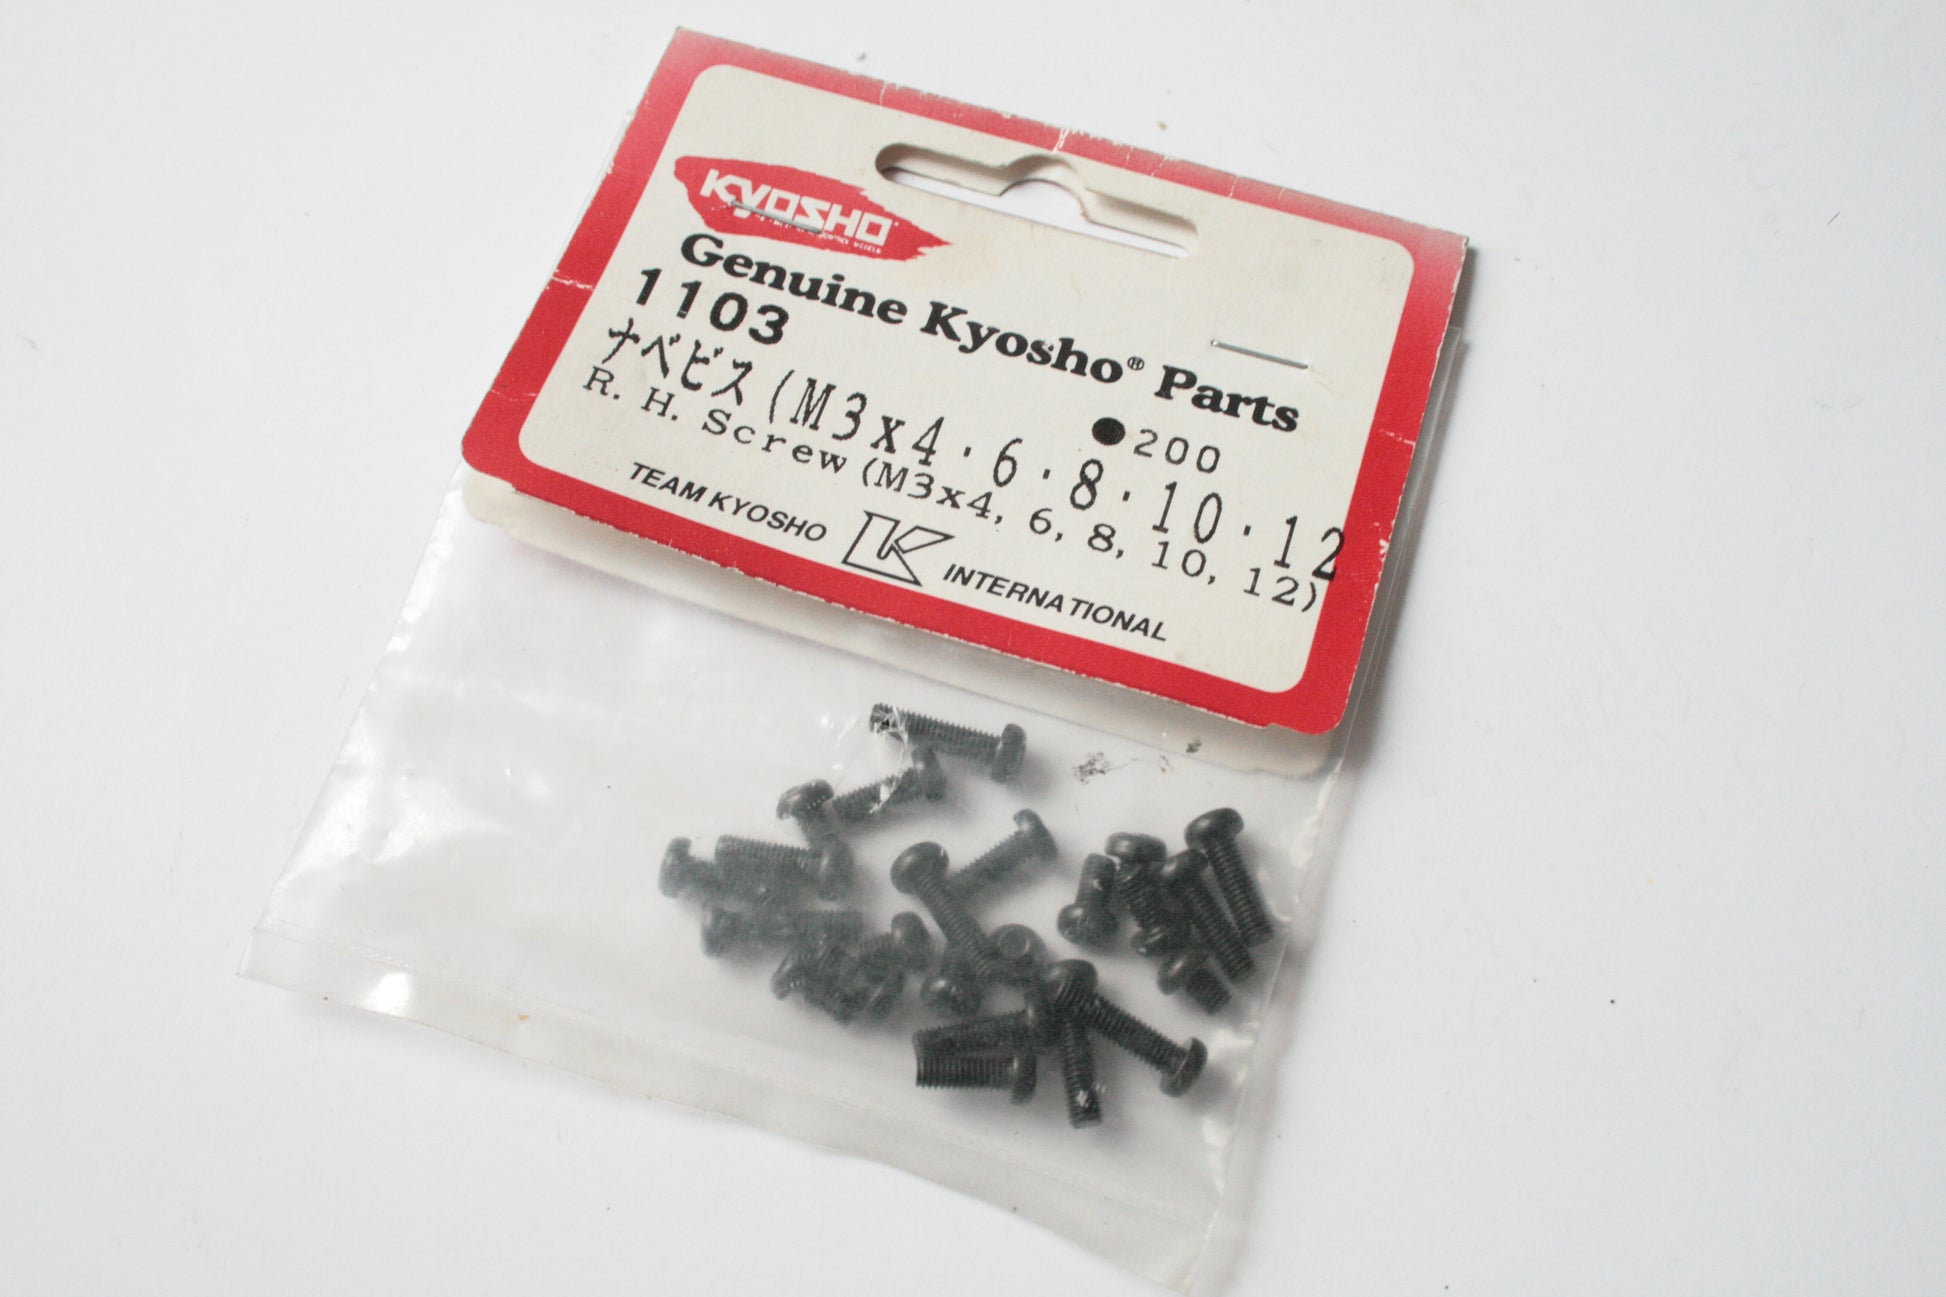 KYOSHO
Genuine Kyosho® Parts
1103
●200
ナベビス(M3x4・6・8・10・12
R. H. Screw (M3x4, 6, 8, 10, 12)
TEAM KYOSHO K INTERNATIONAL